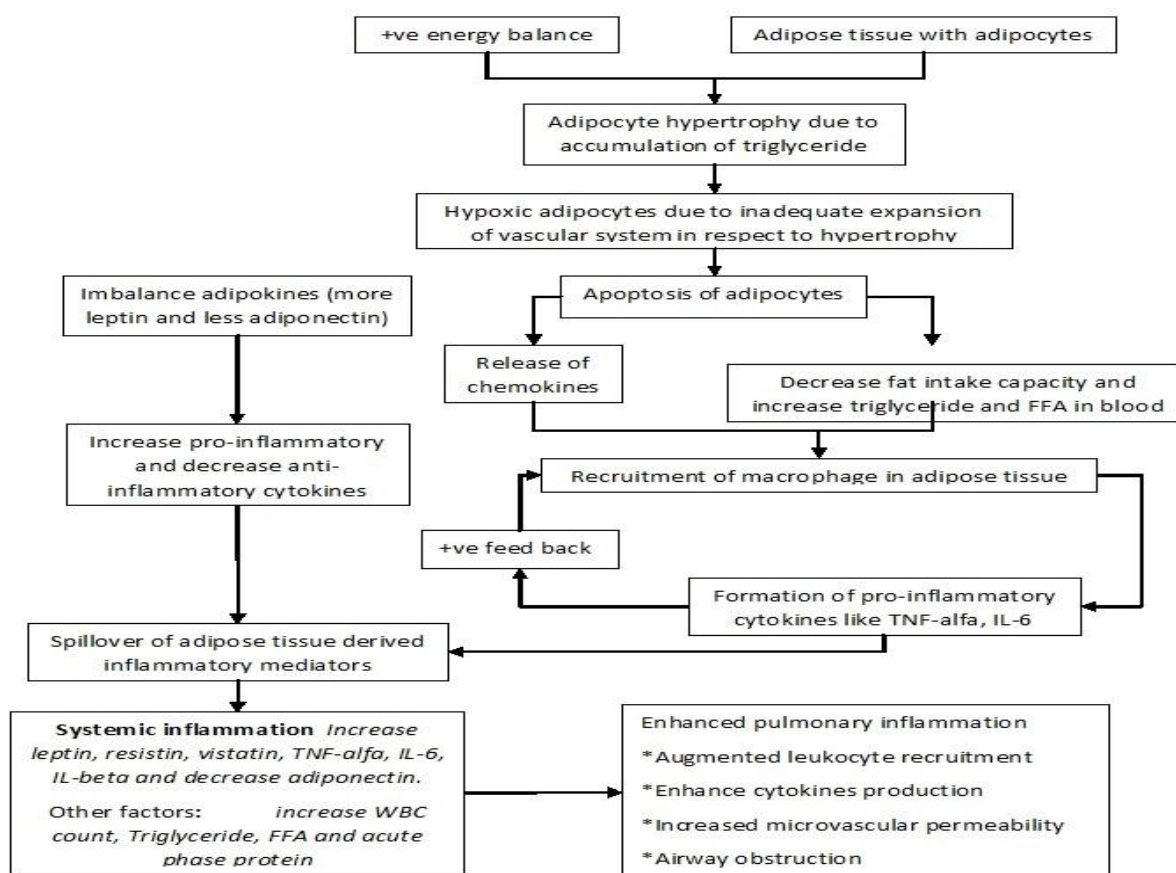 +ve energy balance
Adipose tissue with adipocytes
Adipocyte hypertrophy due to
accumulation of triglyceride
Hypoxic adipocytes due to inadequate expansion
of vascular system in respect to hypertrophy
Imbalance adipokines (more
leptin and less adiponectin)
Apoptosis of adipocytes
Release of
chemokines
Decrease fat intake capacity and
increase triglyceride and FFA in blood
Increase pro-inflammatory
and decrease anti-
inflammatory cytokines
Recruitment of macrophage in adipose tissue
+ve feed back
Formation of pro-inflammatory
cytokines like TNF-alfa, IL-6
Spillover of adipose tissue derived
inflammatory mediators
Systemic inflammation Increase
leptin, resistin, vistatin, TNF-alfa, IL-6,
IL-beta and decrease adiponectin.
Other factors: increase WBC
count, Triglyceride, FFA and acute
phase protein
Enhanced pulmonary inflammation
*Augmented leukocyte recruitment
*Enhance cytokines production
*Increased microvascular permeability
*Airway obstruction